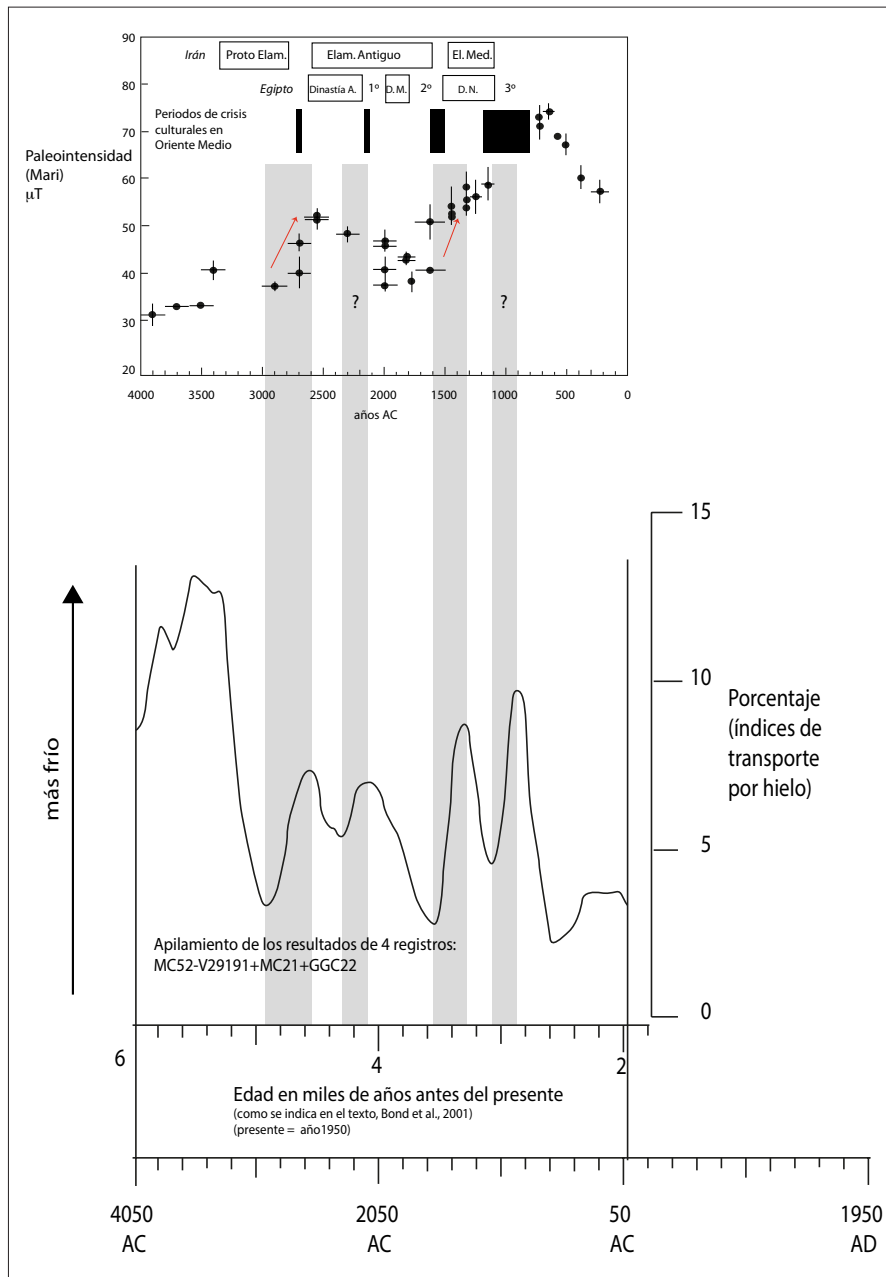 90
80
70
60
50
40
30
20
Irán
Proto Elam.
Elam. Antiguo
El. Med.
Egipto
Dinastía A.
1º
D. M.
2º
D. N.
3º
Periodos de crisis
culturales en
Oriente Medio
Paleointensidad
(Mari)
µT
?
?
4000
3500
3000
2500
2000
1500
1000
500
0
años AC
15
10
5
0
Porcentaje
(índices de
transporte
por hielo)
más frío
Apilamiento de los resultados de 4 registros:
MC52-V29191+MC21+GGC22
6
4
2
Edad en miles de años antes del presente
(como se indica en el texto, Bond et al., 2001)
(presente = año1950)
4050
AC
2050
AC
50
AC
1950
AD